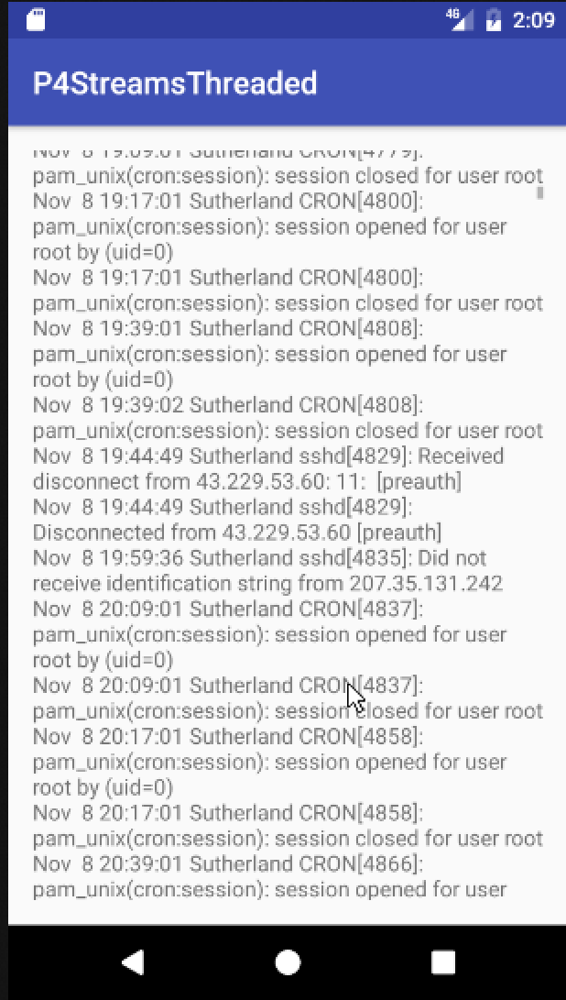 4G 2:09
P4StreamsThreaded
Nov  8 19:09:01 Sutherland CRON[4779]:
pam_unix(cron:session): session closed for user root
Nov  8 19:17:01 Sutherland CRON[4800]:
pam_unix(cron:session): session opened for user
root by (uid=0)
Nov  8 19:17:01 Sutherland CRON[4800]:
pam_unix(cron:session): session closed for user root
Nov  8 19:39:01 Sutherland CRON[4808]:
pam_unix(cron:session): session opened for user
root by (uid=0)
Nov  8 19:39:02 Sutherland CRON[4808]:
pam_unix(cron:session): session closed for user root
Nov  8 19:44:49 Sutherland sshd[4829]: Received
disconnect from 43.229.53.60: 11:  [preauth]
Nov  8 19:44:49 Sutherland sshd[4829]:
Disconnected from 43.229.53.60 [preauth]
Nov  8 19:59:36 Sutherland sshd[4835]: Did not
receive identification string from 207.35.131.242
Nov  8 20:09:01 Sutherland CRON[4837]:
pam_unix(cron:session): session opened for user
root by (uid=0)
Nov  8 20:09:01 Sutherland CRON[4837]:
pam_unix(cron:session): session closed for user root
Nov  8 20:17:01 Sutherland CRON[4858]:
pam_unix(cron:session): session opened for user
root by (uid=0)
Nov  8 20:17:01 Sutherland CRON[4858]:
pam_unix(cron:session): session closed for user root
Nov  8 20:39:01 Sutherland CRON[4866]:
pam_unix(cron:session): session opened for user